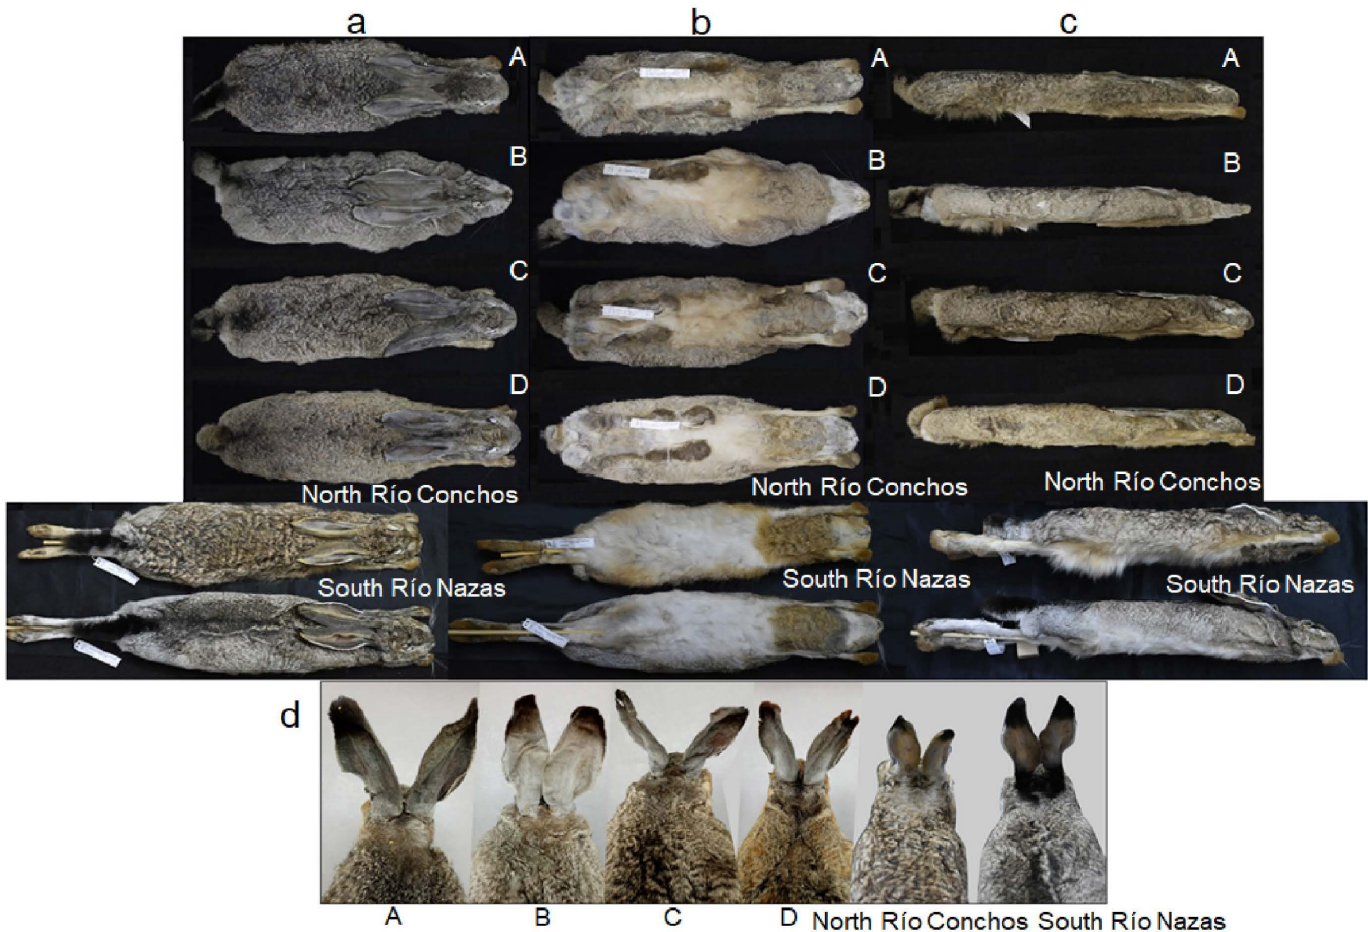 a b c
A A A
B B B
C C C
D D D
North Río Conchos North Río Conchos North Río Conchos
South Río Nazas South Río Nazas South Río Nazas
d
A B C D North Río Conchos South Río Nazas